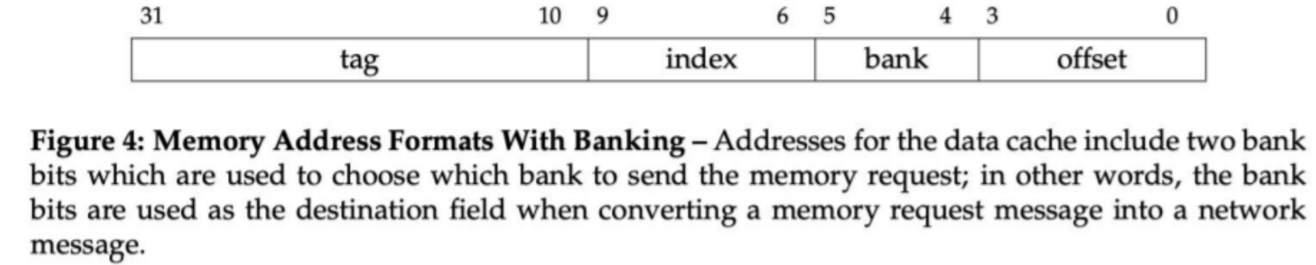 31 10 9 6 5 4 3 0
tag index bank offset
Figure 4: Memory Address Formats With Banking – Addresses for the data cache include two bank
bits which are used to choose which bank to send the memory request; in other words, the bank
bits are used as the destination field when converting a memory request message into a network
message.